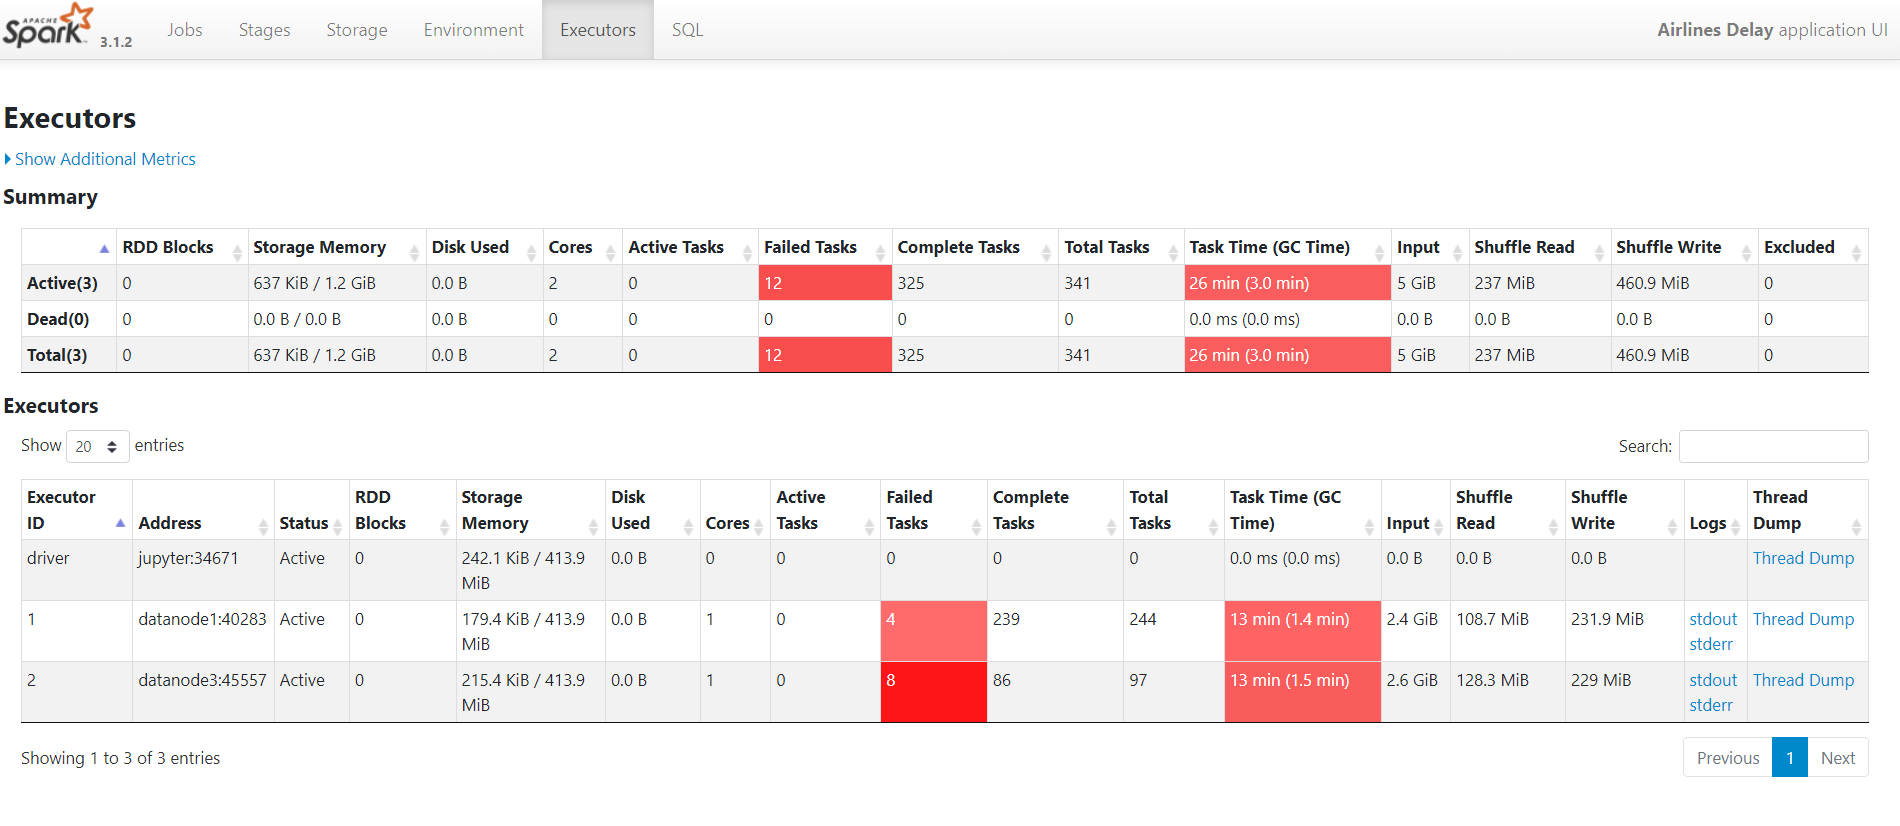 APACHE
Spark 3.1.2 Jobs Stages Storage Environment Executors SQL Airlines Delay application UI
Executors
Show Additional Metrics
Summary
RDD Blocks Storage Memory Disk Used Cores Active Tasks Failed Tasks Complete Tasks Total Tasks Task Time (GC Time) Input Shuffle Read Shuffle Write Excluded
Active(3) 0 637 KiB / 1.2 GiB 0.0 B 2 0 12 325 341 26 min (3.0 min) 5 GiB 237 MiB 460.9 MiB 0
Dead(0) 0 0.0 B / 0.0 B 0.0 B 0 0 0 0 0 0.0 ms (0.0 ms) 0.0 B 0.0 B 0.0 B 0
Total(3) 0 637 KiB / 1.2 GiB 0.0 B 2 0 12 325 341 26 min (3.0 min) 5 GiB 237 MiB 460.9 MiB 0
Executors
Show 20 entries Search:
Executor RDD Storage Disk Active Failed Complete Total Task Time (GC Shuffle Shuffle Thread
ID Address Status Blocks Memory Used Cores Tasks Tasks Tasks Tasks Time) Input Read Write Logs Dump
driver jupyter:34671 Active 0 242.1 KiB / 413.9 0.0 B 0 0 0 0 0 0.0 ms (0.0 ms) 0.0 B 0.0 B 0.0 B Thread Dump
MiB
1 datanode1:40283 Active 0 179.4 KiB / 413.9 0.0 B 1 0 4 239 244 13 min (1.4 min) 2.4 GiB 108.7 MiB 231.9 MiB stdout Thread Dump
MiB stderr
2 datanode3:45557 Active 0 215.4 KiB / 413.9 0.0 B 1 0 8 86 97 13 min (1.5 min) 2.6 GiB 128.3 MiB 229 MiB stdout Thread Dump
MiB stderr
Showing 1 to 3 of 3 entries Previous 1 Next